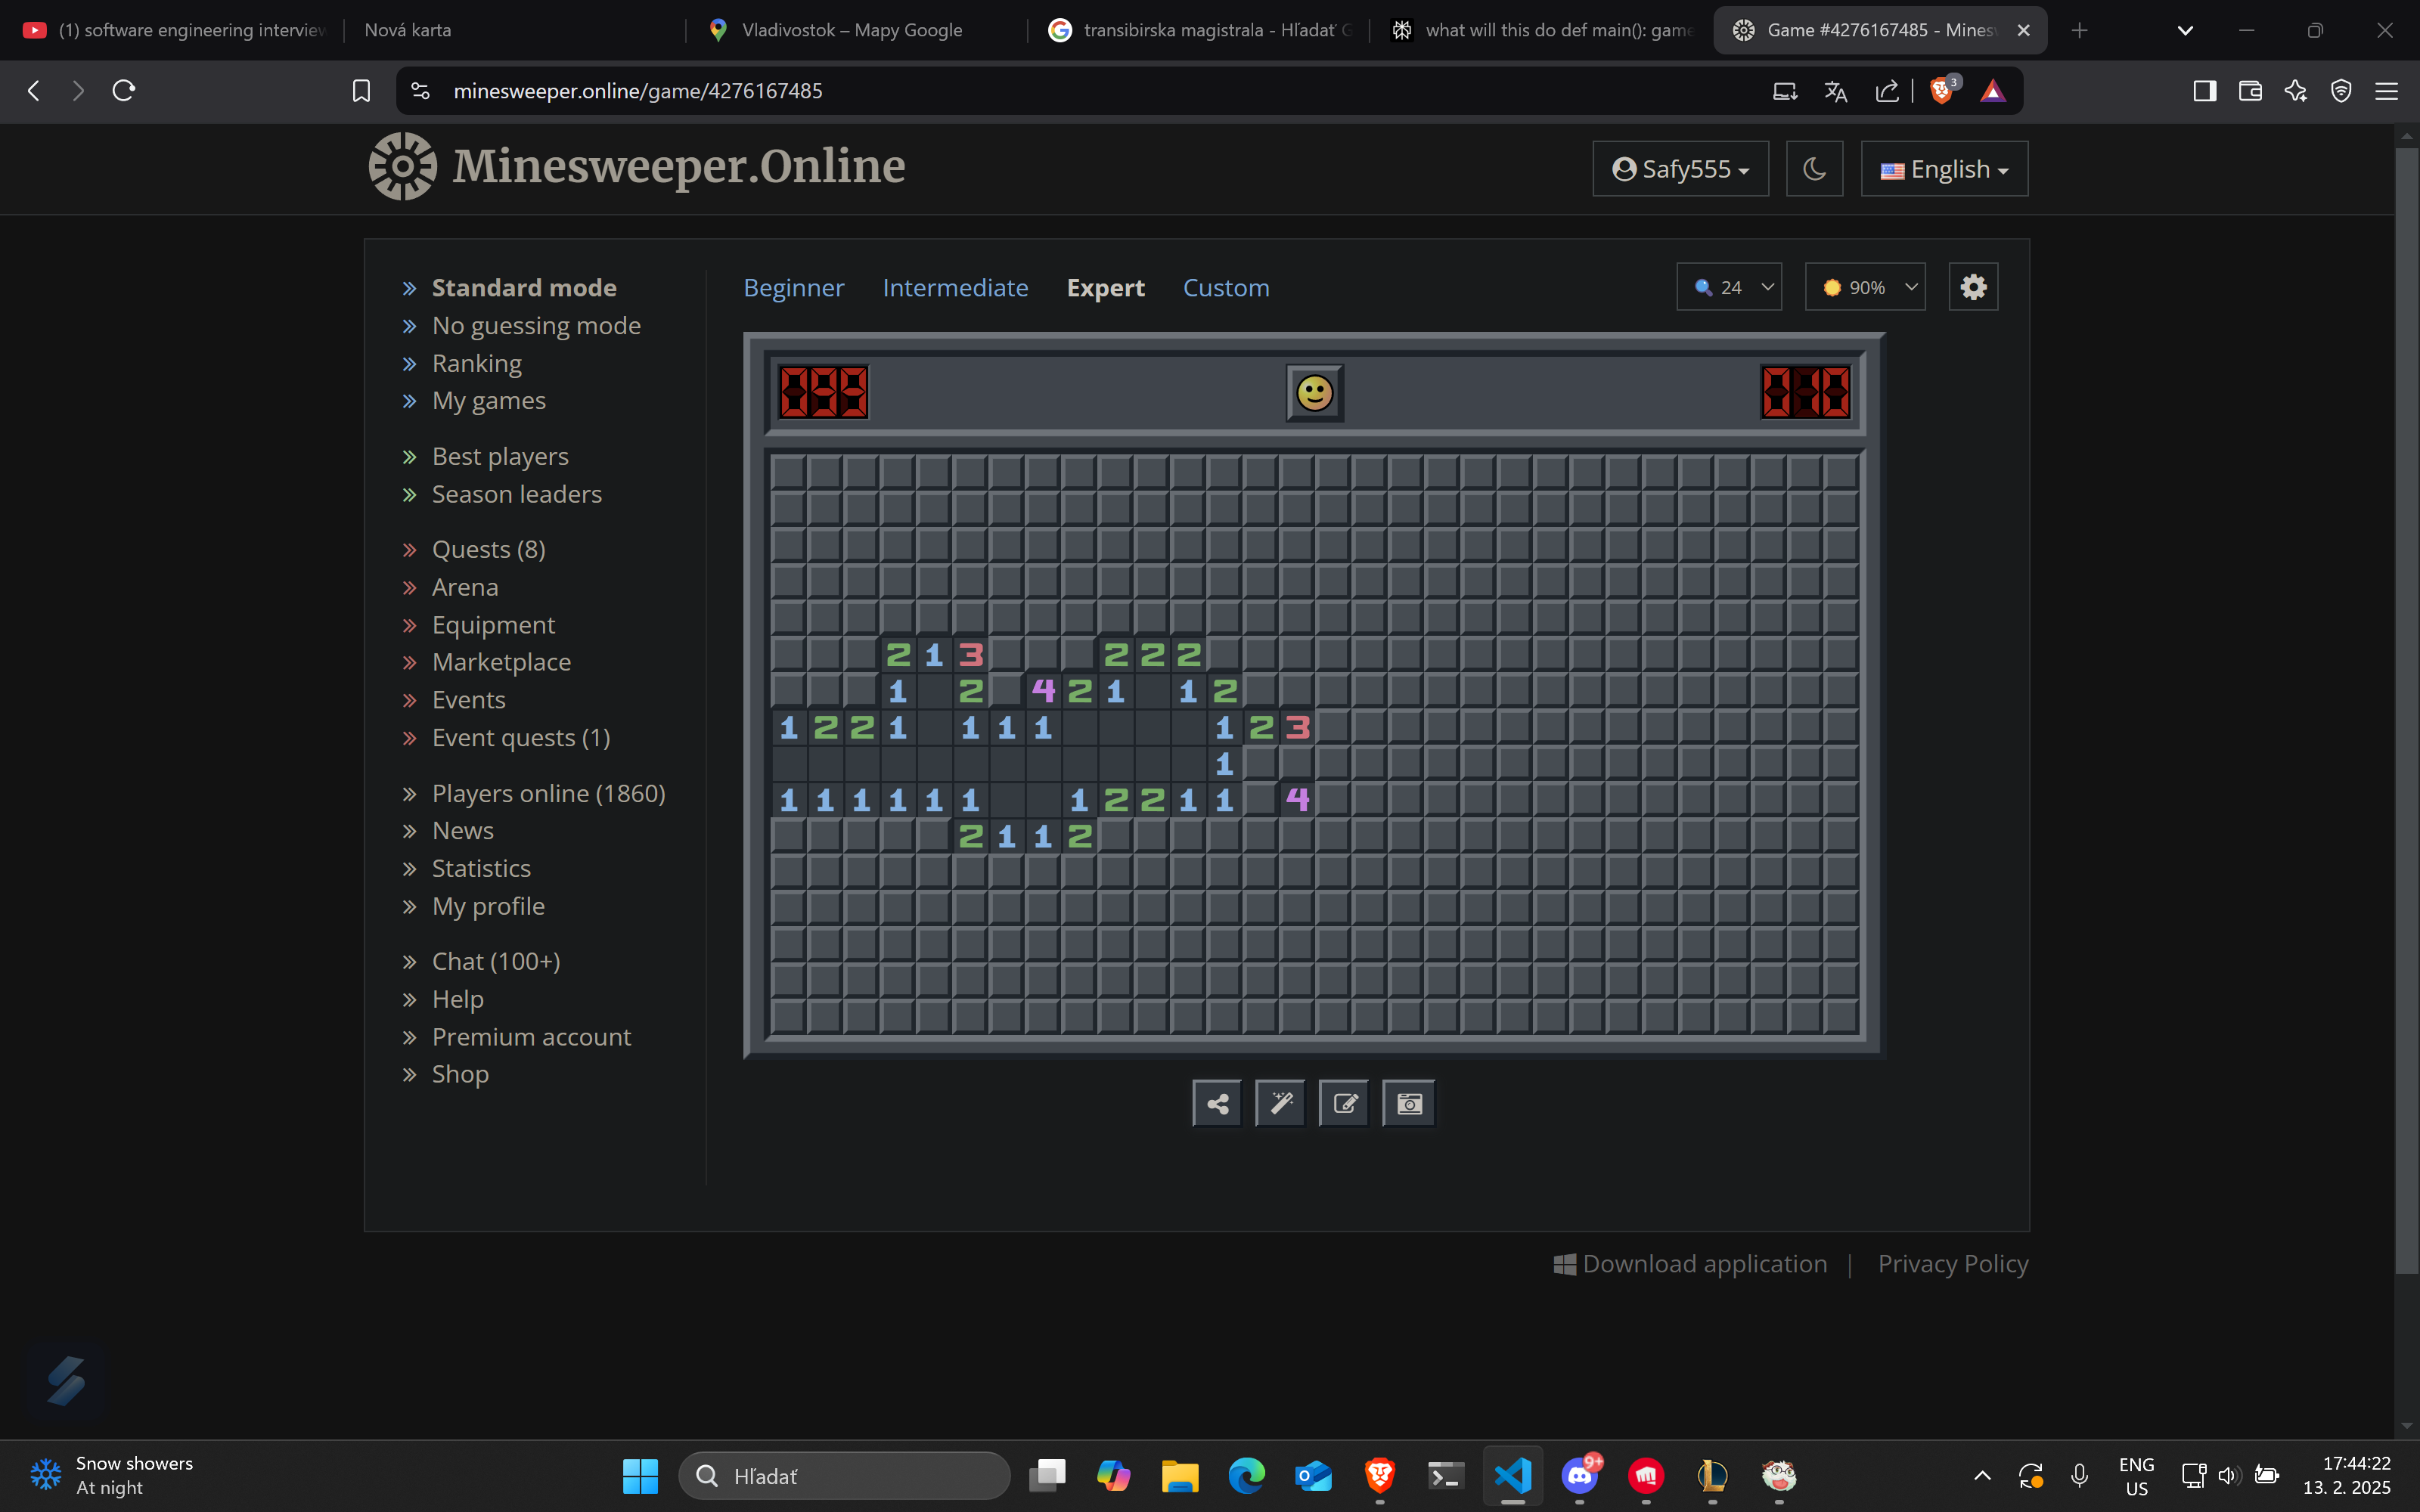 (1) software engineering interview
Nová karta
Vladivostok – Mapy Google
transibirska magistrala - Hľadať G
what will this do def main(): game
Game #4276167485 - Mines
minesweeper.online/game/4276167485
3
Minesweeper.Online
Safy555
English
Standard mode
No guessing mode
Ranking
My games
Best players
Season leaders
Quests (8)
Arena
Equipment
Marketplace
Events
Event quests (1)
Players online (1860)
News
Statistics
My profile
Chat (100+)
Help
Premium account
Shop
Beginner Intermediate Expert Custom
24
90%
2 1 3 2 2 2
1 2 4 2 1 1 2
1 2 2 1 1 1 1 1 2 3
1
1 1 1 1 1 1 1 2 2 1 1 4
2 1 1 2
Download application | Privacy Policy
Snow showers
At night
Hľadať
9+
ENG
US
17:44:22
13. 2. 2025